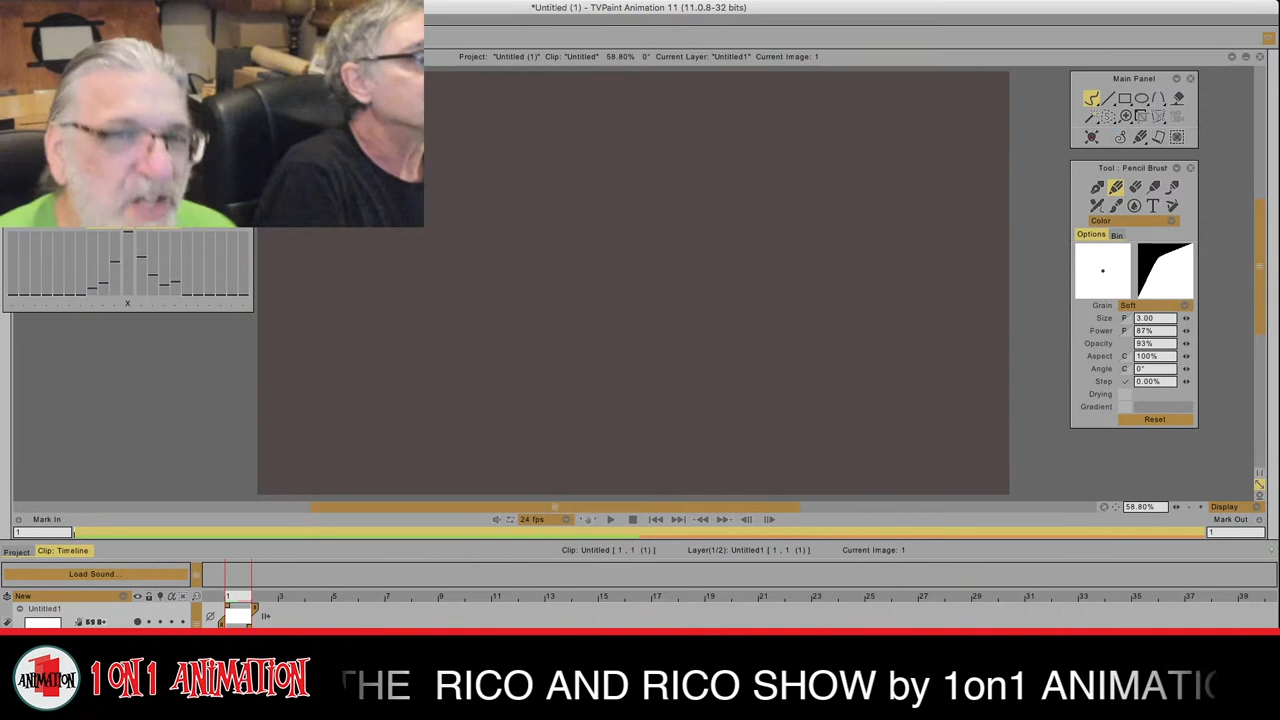 *Untitled (1) - TVPaint Animation 11 (11.0.8-32 bits)
Project: "Untitled (1)" Clip: "Untitled" 58.80% 0° Current Layer: "Untitled1" Current Image: 1
Main Panel
Tool : Pencil Brush
T
Color
Options Bin
Grain Soft
Size P 3.00
Power P 87%
Opacity 93%
Aspect C 100%
Angle C 0°
Step 0.00%
Drying
Gradient
Reset
X
24 fps
58.80% - + Display
Mark In
Mark Out
1
1
Project Clip: Timeline
Clip: Untitled [ 1 , 1 (1) ] Layer(1/2): Untitled1 [ 1 , 1 (1) ] Current Image: 1
Load Sound...
New
1 3 5 7 9 11 13 15 17 19 21 23 25 27 29 31 33 35 37 39
Untitled1
ANIMATION
1 ON 1 ANIMATION
THE RICO AND RICO SHOW by 1on1 ANIMATIO